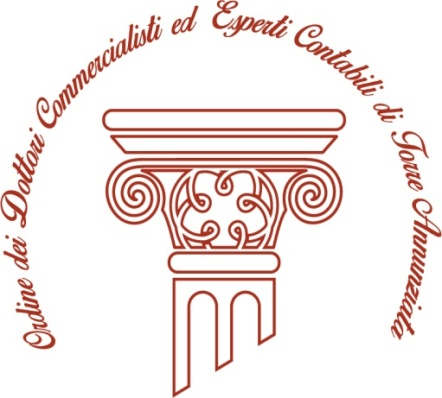 Ordine dei Dottori Commercialisti ed Esperti Contabili di Torre Annunziata